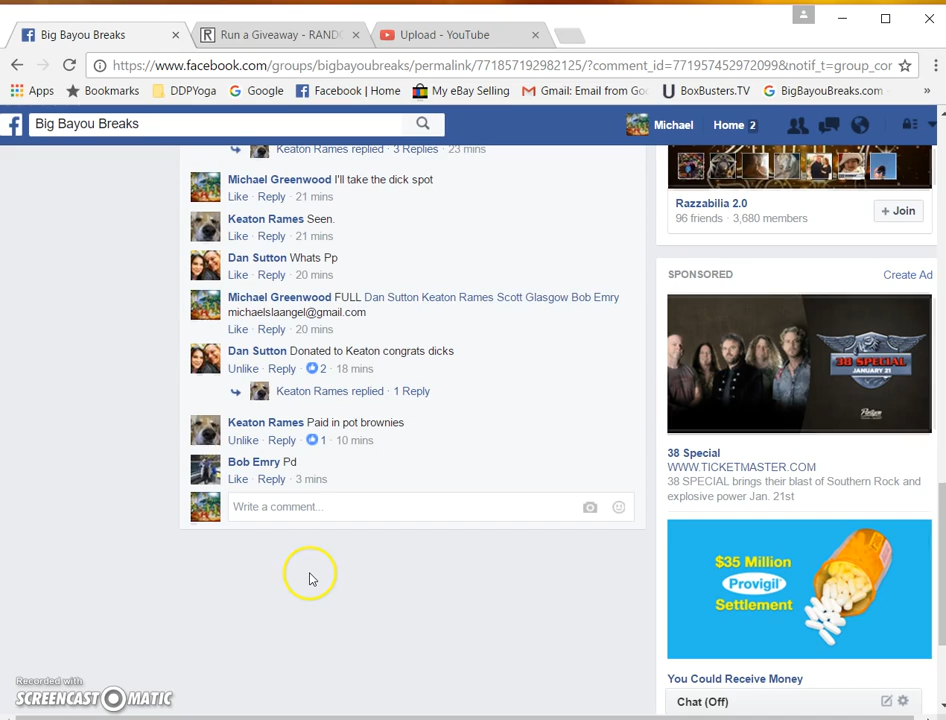 Big Bayou Breaks
Run a Giveaway - RAND
Upload - YouTube
https://www.facebook.com/groups/bigbayoubreaks/permalink/771857192982125/?comment_id=771957452972099&notif_t=group_cor
Apps Bookmarks DDPYoga Google Facebook | Home My eBay Selling Gmail: Email from Go BoxBusters.TV BigBayouBreaks.com »
Big Bayou Breaks
Michael Home 2
Keaton Rames replied · 3 Replies · 23 mins
Michael Greenwood I'll take the dick spot
Like · Reply · 21 mins
Keaton Rames Seen.
Like · Reply · 21 mins
Dan Sutton Whats Pp
Like · Reply · 20 mins
Michael Greenwood FULL Dan Sutton Keaton Rames Scott Glasgow Bob Emry
michaelslaangel@gmail.com
Like · Reply · 20 mins
Dan Sutton Donated to Keaton congrats dicks
Unlike · Reply · 2 · 18 mins
Keaton Rames replied · 1 Reply
Keaton Rames Paid in pot brownies
Unlike · Reply · 1 · 10 mins
Bob Emry Pd
Like · Reply · 3 mins
Write a comment...
Razzabilia 2.0
96 friends · 3,680 members
+ Join
SPONSORED Create Ad
38 SPECIAL
JANUARY 21
38 Special
WWW.TICKETMASTER.COM
38 SPECIAL brings their blast of Southern Rock and
explosive power Jan. 21st
$35 Million
Provigil
Settlement
You Could Receive Money
Chat (Off)
Recorded with
SCREENCAST O MATIC